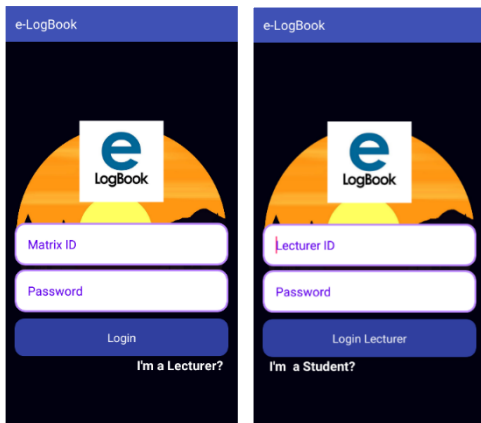 e-LogBook
e
LogBook
Matrix ID
Password
Login
I'm a Lecturer?
e-LogBook
e
LogBook
Lecturer ID
Password
Login Lecturer
I'm a Student?